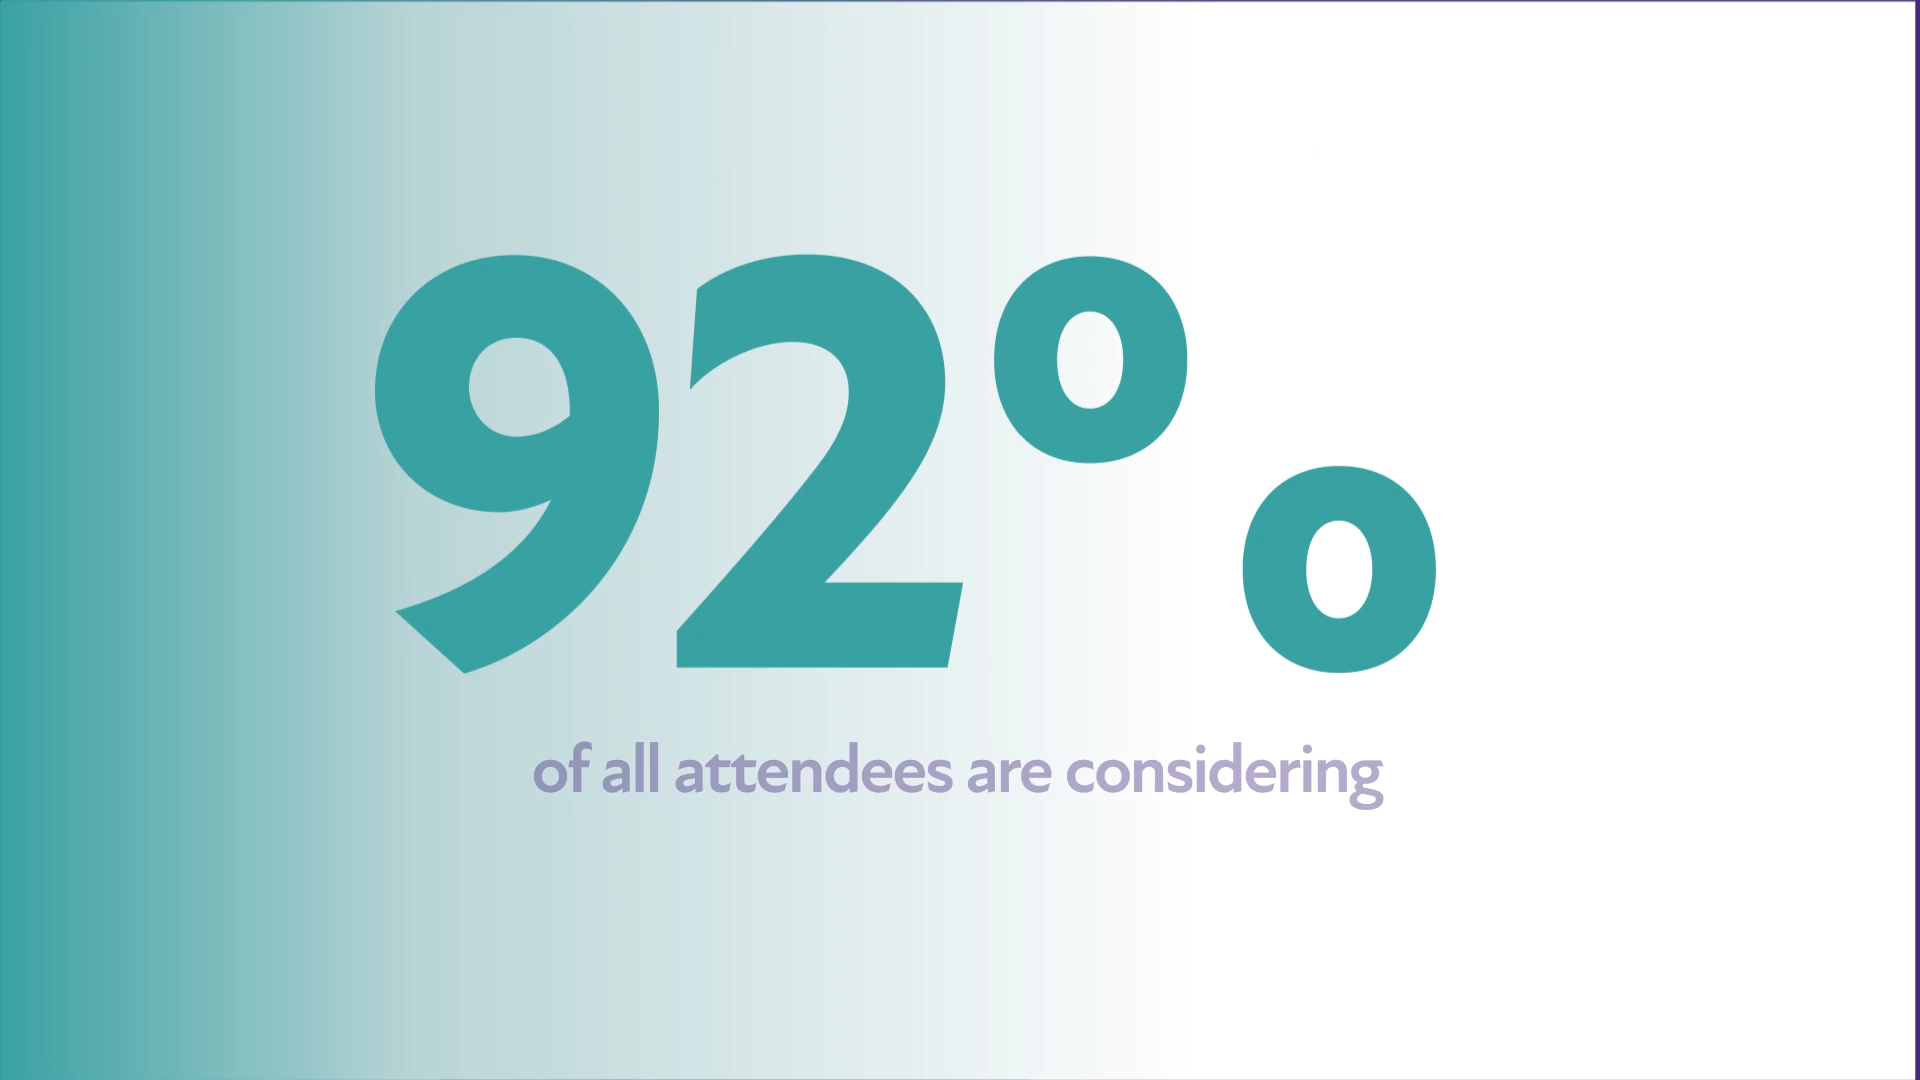 92%
of all attendees are considering